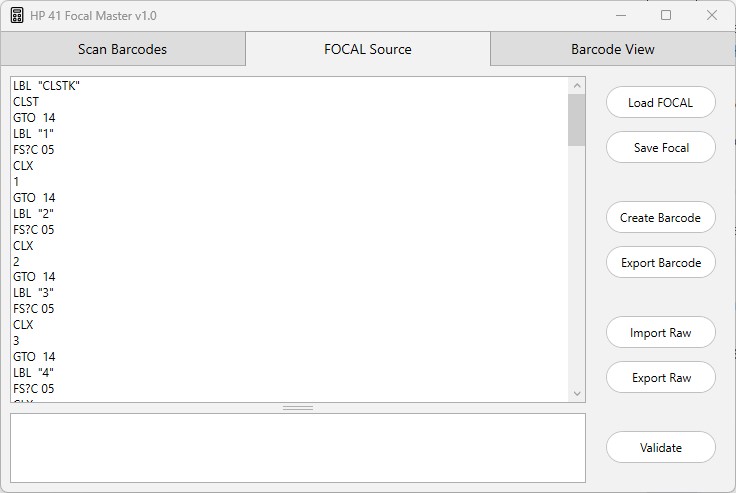 HP 41 Focal Master v1.0
Scan Barcodes
FOCAL Source
Barcode View
LBL "CLSTK"
CLST
GTO 14
LBL "1"
FS?C 05
CLX
1
GTO 14
LBL "2"
FS?C 05
CLX
2
GTO 14
LBL "3"
FS?C 05
CLX
3
GTO 14
LBL "4"
FS?C 05
Load FOCAL
Save Focal
Create Barcode
Export Barcode
Import Raw
Export Raw
Validate